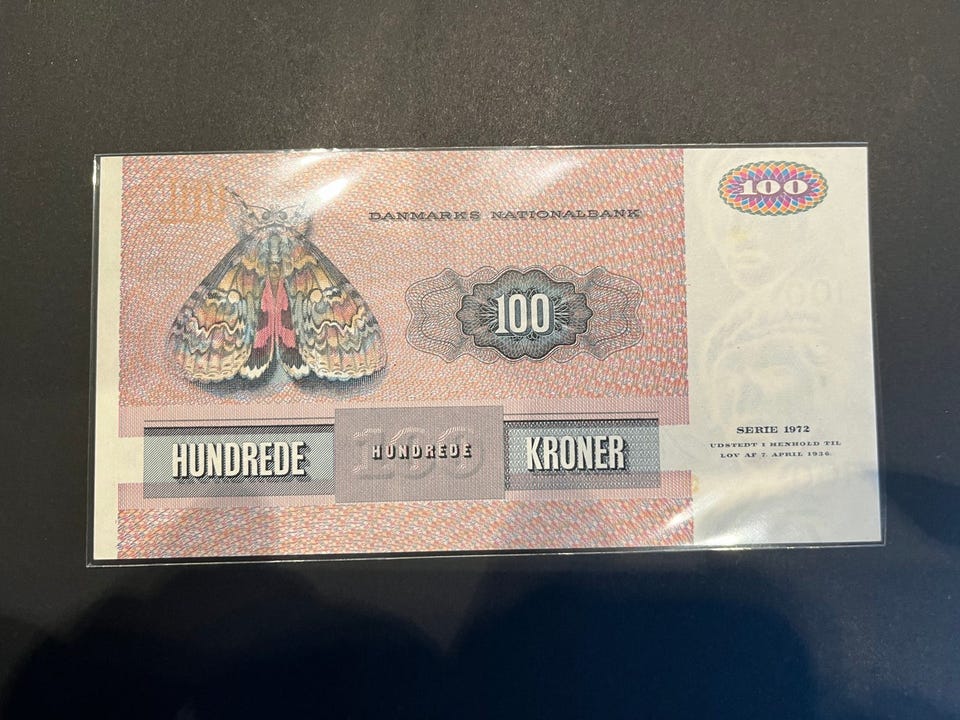 100
DANMARKS NATIONALBANK
100
HUNDREDE
100
HUNDREDE
KRONER
SERIE 1972
UDSTEDT I HENHOLD TIL
LOV AF 7. APRIL 1936.